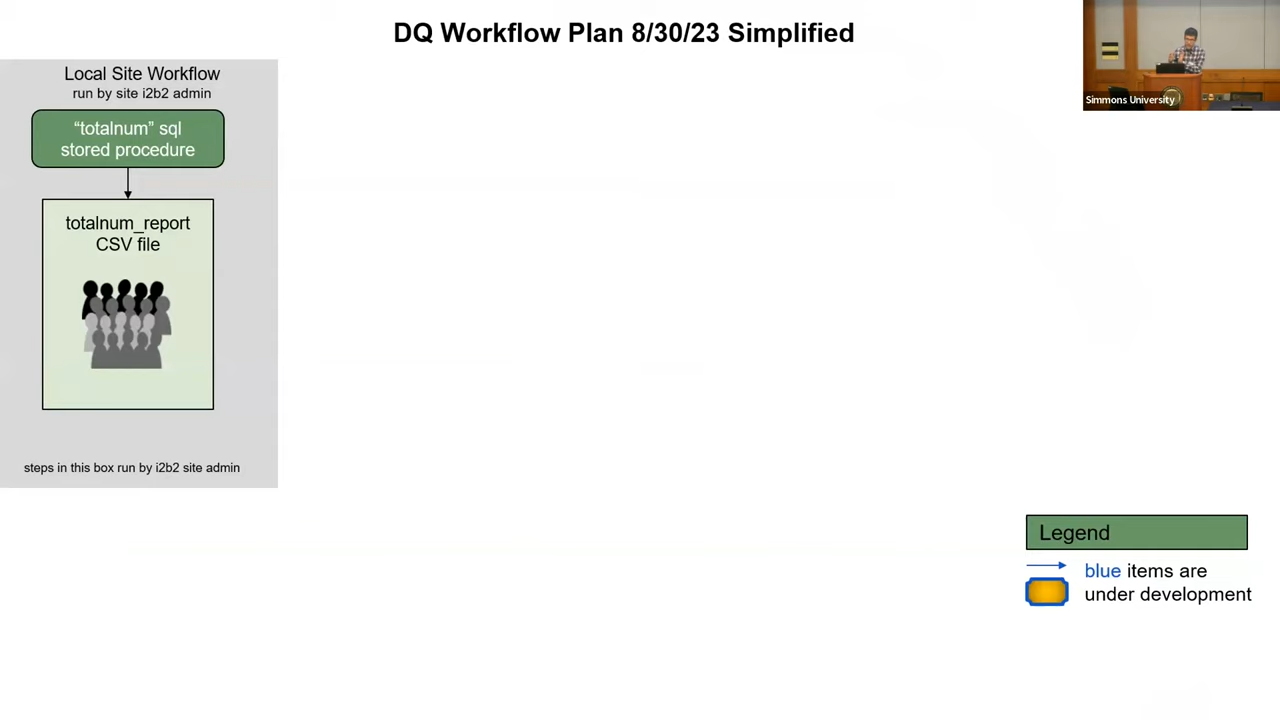 DQ Workflow Plan 8/30/23 Simplified
Simmons University
Local Site Workflow
run by site i2b2 admin
“totalnum” sql
stored procedure
totalnum_report
CSV file
steps in this box run by i2b2 site admin
Legend
blue items are
under development